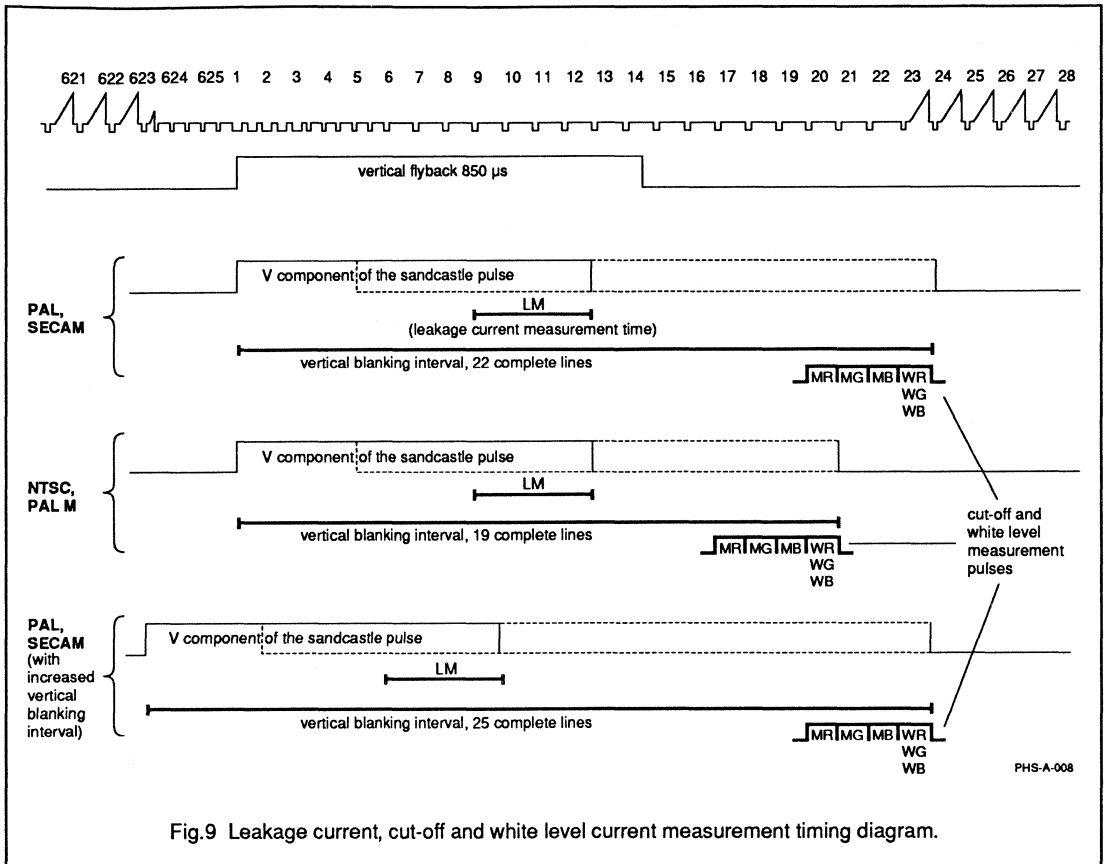 621 622 623 624 625 1 2 3 4 5 6 7 8 9 10 11 12 13 14 15 16 17 18 19 20 21 22 23 24 25 26 27 28
vertical flyback 850 µs
PAL,
SECAM
V component of the sandcastle pulse
LM
(leakage current measurement time)
vertical blanking interval, 22 complete lines
MR MG MB WR
WG
WB
NTSC,
PAL M
V component of the sandcastle pulse
LM
vertical blanking interval, 19 complete lines
MR MG MB WR
WG
WB
cut-off and
white level
measurement
pulses
PAL,
SECAM
(with
increased
vertical
blanking
interval)
V component of the sandcastle pulse
LM
vertical blanking interval, 25 complete lines
MR MG MB WR
WG
WB
PHS-A-008
Fig.9 Leakage current, cut-off and white level current measurement timing diagram.